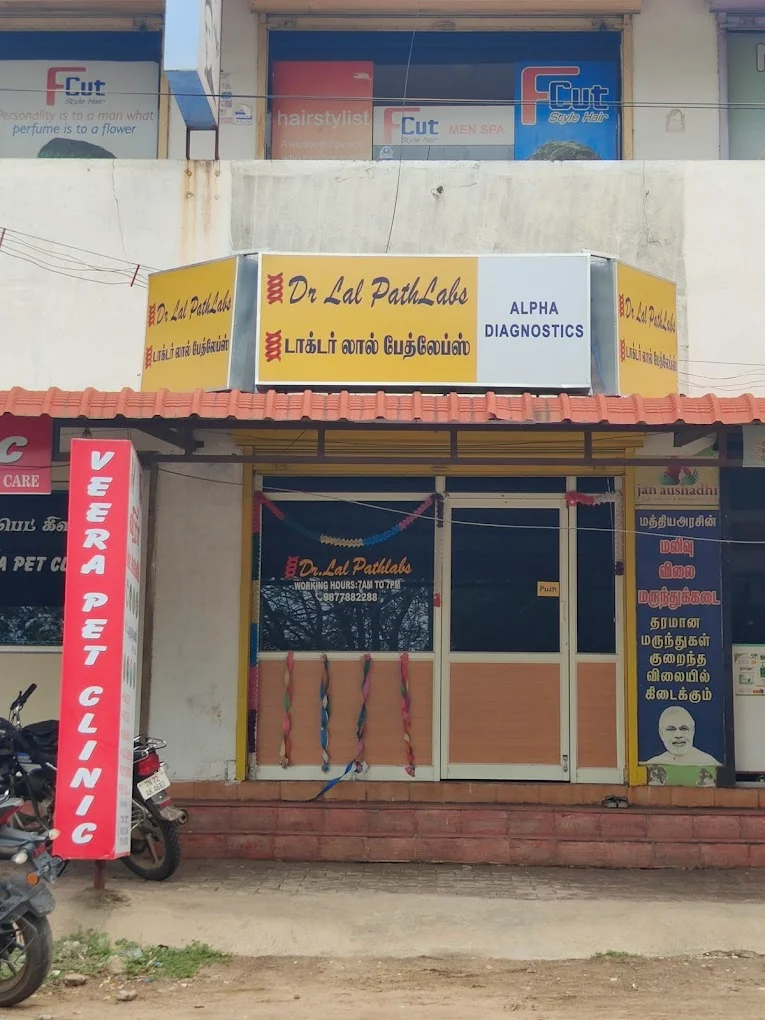 F Cut
Style Hair
Personality is to a man what
perfume is to a flower
hairstylist
F Cut
Style Hair
MEN SPA
F Cut
Style Hair
Dr Lal PathLabs
டாக்டர் லால் பேத்லேப்ஸ்
Dr Lal PathLabs
டாக்டர் லால் பேத்லேப்ஸ்
ALPHA
DIAGNOSTICS
Dr Lal PathLabs
டாக்டர் லால் பேத்லேப்ஸ்
C
CARE
PET CL
VEERA PET CLINIC
Dr.Lal Pathlabs
WORKING HOURS:7AM TO 7PM
9877882288
Push
jan aushadhi
மத்தியஅரசின்
மலிவு
விலை
மருந்துக்கடை
தரமான
மருந்துகள்
குறைந்த
விலையில்
கிடைக்கும்